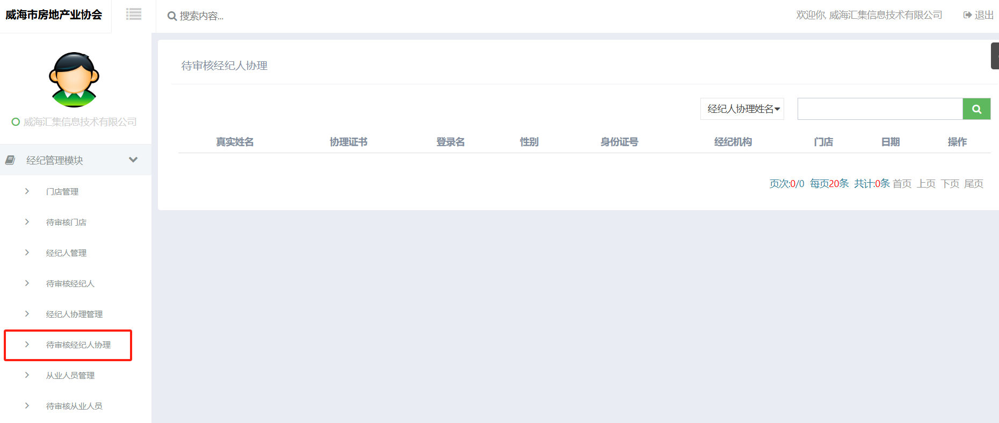 威海市房地产业协会
搜索内容...
欢迎你, 威海汇集信息技术有限公司
退出
威海汇集信息技术有限公司
经纪管理模块
门店管理
待审核门店
经纪人管理
待审核经纪人
经纪人协理管理
待审核经纪人协理
从业人员管理
待审核从业人员
待审核经纪人协理
经纪人协理姓名
真实姓名 协理证书 登录名 性别 身份证号 经纪机构 门店 日期 操作
页次:0/0 每页20条 共计:0条 首页 上页 下页 尾页